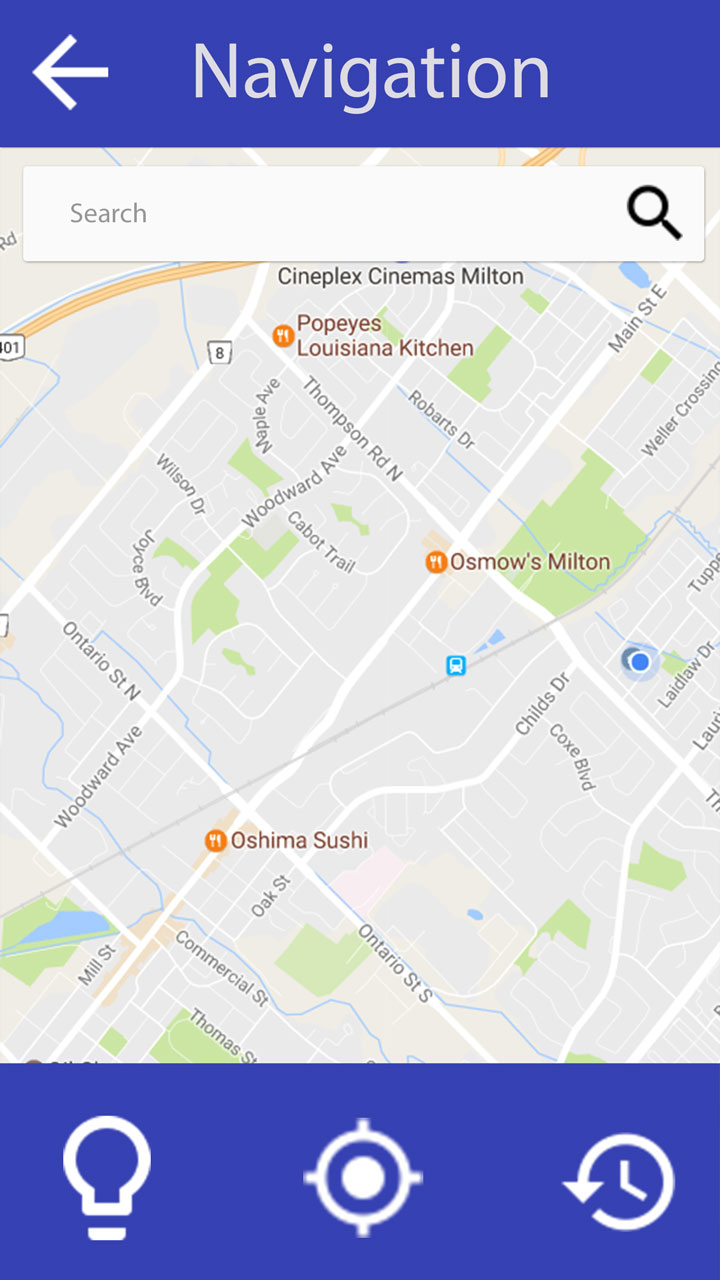 Navigation
Search
Rd
Cineplex Cinemas Milton
Main St E
Popeyes
Louisiana Kitchen
401
8
Maple Ave
Thompson Rd N
Robarts Dr
Weller Crossing
Wilson Dr
Woodward Ave
Cabot Trail
Joyce Blvd
Osmow's Milton
Ontario St N
Laidlaw Dr
Childs Dr
Coxe Blvd
Woodward Ave
Oshima Sushi
Oak St
Mill St
Commercial St
Ontario St S
Thomas St